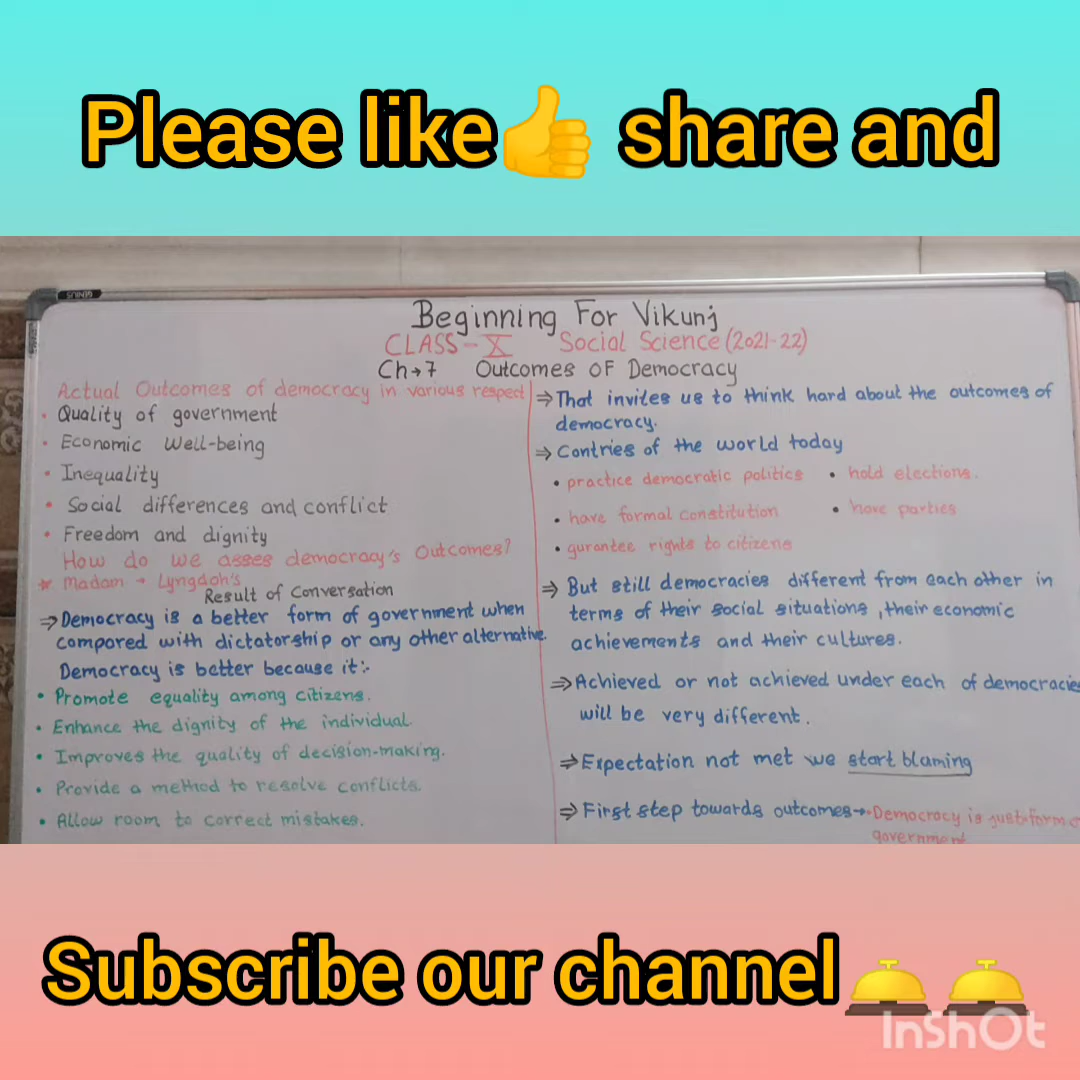 Please like👍 share and
GENIUS
Beginning For Vikunj
CLASS-X Social Science (2021-22)
Ch→7 Outcomes of Democracy
Actual Outcomes of democracy in various respect
• Quality of government
• Economic Well-being
• Inequality
• Social differences and conflict
• Freedom and dignity
How do we asses democracy's Outcomes?
* Madam → Lyngdoh's
Result of Conversation
⇒ Democracy is a better form of government when
compared with dictatorship or any other alternative.
Democracy is better because it:-
• Promote equality among citizens.
• Enhance the dignity of the individual.
• Improves the quality of decision-making.
• Provide a method to resolve conflicts.
• Allow room to correct mistakes.
⇒ That invites us to think hard about the outcomes of
democracy.
⇒ Contries of the world today
• practice democratic politics • hold elections.
• have formal constitution • have parties
• gurantee rights to citizens
⇒ But still democracies different from each other in
terms of their social situations, their economic
achievements and their cultures.
⇒ Achieved or not achieved under each of democracies
will be very different.
⇒ Expectation not met we start blaming
⇒ First step towards outcomes → • Democracy is just form
government
Subscribe our channel
InShOt